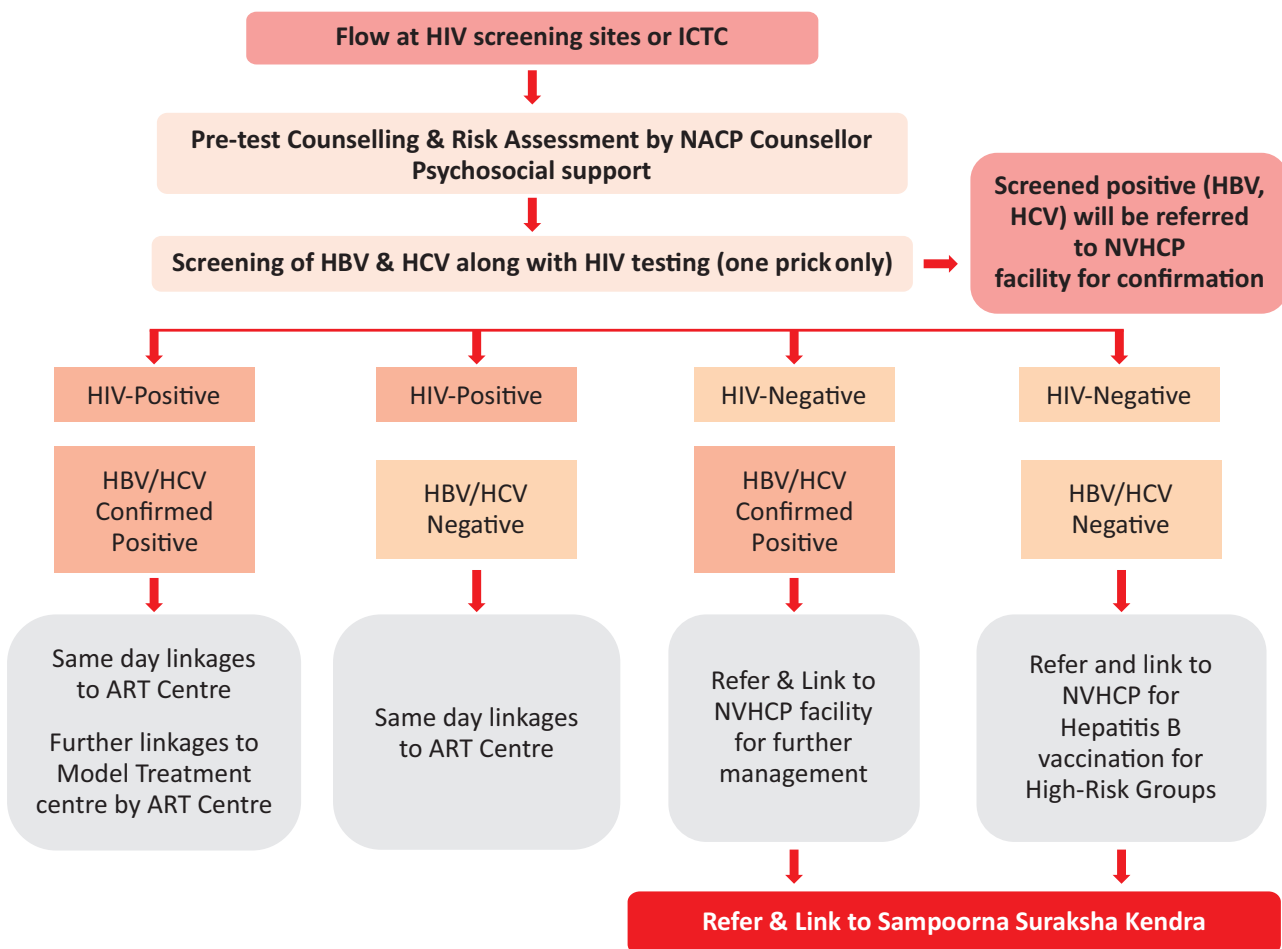 Flow at HIV screening sites or ICTC
Pre-test Counselling & Risk Assessment by NACP Counsellor
Psychosocial support
Screening of HBV & HCV along with HIV testing (one prick only)
Screened positive (HBV,
HCV) will be referred
to NVHCP
facility for confirmation
HIV-Positive
HBV/HCV
Confirmed
Positive
Same day linkages
to ART Centre
Further linkages to
Model Treatment
centre by ART Centre
HIV-Positive
HBV/HCV
Negative
Same day linkages
to ART Centre
HIV-Negative
HBV/HCV
Confirmed
Positive
Refer & Link to
NVHCP facility
for further
management
HIV-Negative
HBV/HCV
Negative
Refer and link to
NVHCP for
Hepatitis B
vaccination for
High-Risk Groups
Refer & Link to Sampoorna Suraksha Kendra